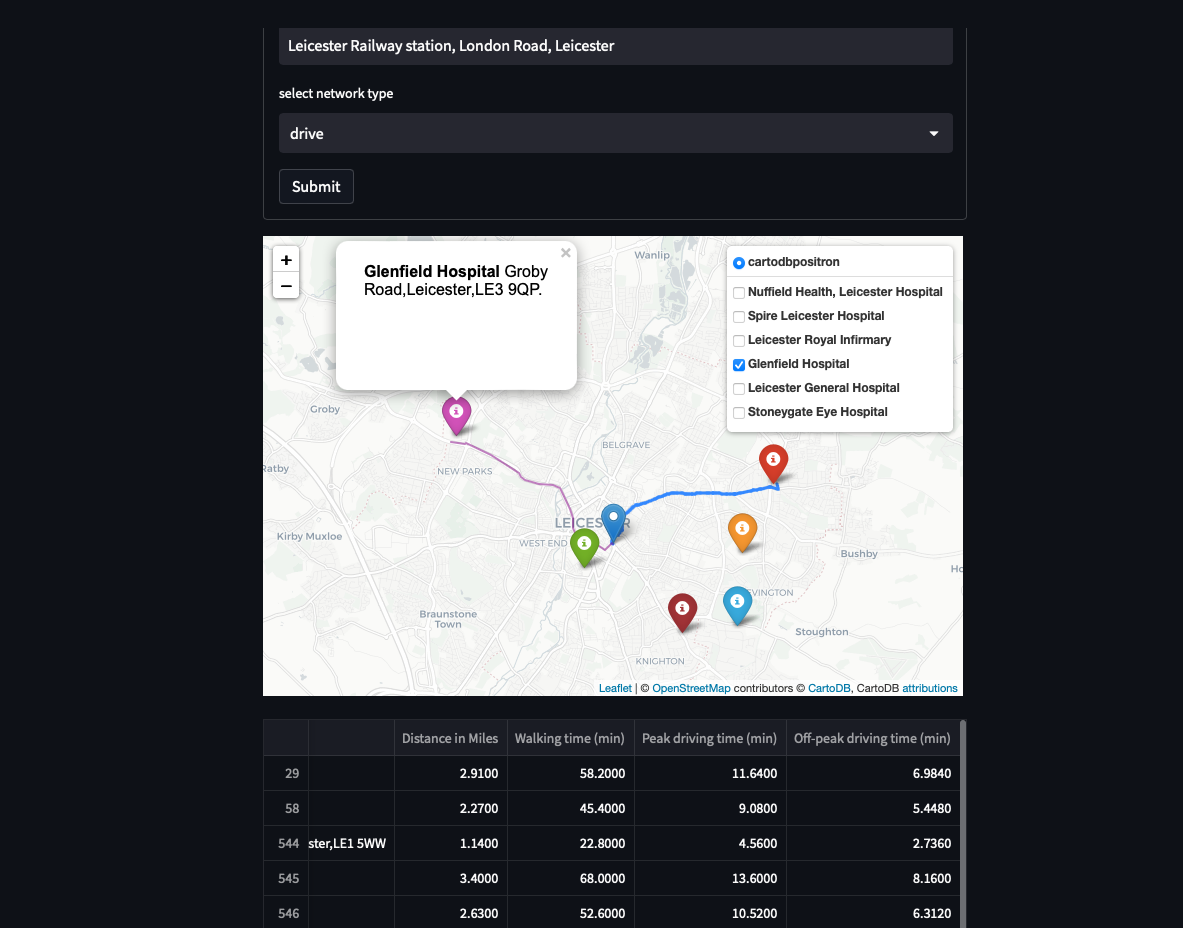 Leicester Railway station, London Road, Leicester
select network type
drive
Submit
+
−
×
Glenfield Hospital Groby
Road,Leicester,LE3 9QP.
cartodbpositron
Nuffield Health, Leicester Hospital
Spire Leicester Hospital
Leicester Royal Infirmary
Glenfield Hospital
Leicester General Hospital
Stoneygate Eye Hospital
Wanlip
Groby
BELGRAVE
Ratby
NEW PARKS
LEICESTER
Kirby Muxloe
WEST END
Bushby
EVINGTON
Braunstone
Town
Stoughton
KNIGHTON
Leaflet | © OpenStreetMap contributors © CartoDB, CartoDB attributions
Distance in Miles Walking time (min) Peak driving time (min) Off-peak driving time (min)
29 2.9100 58.2000 11.6400 6.9840
58 2.2700 45.4000 9.0800 5.4480
544 ster,LE1 5WW 1.1400 22.8000 4.5600 2.7360
545 3.4000 68.0000 13.6000 8.1600
546 2.6300 52.6000 10.5200 6.3120